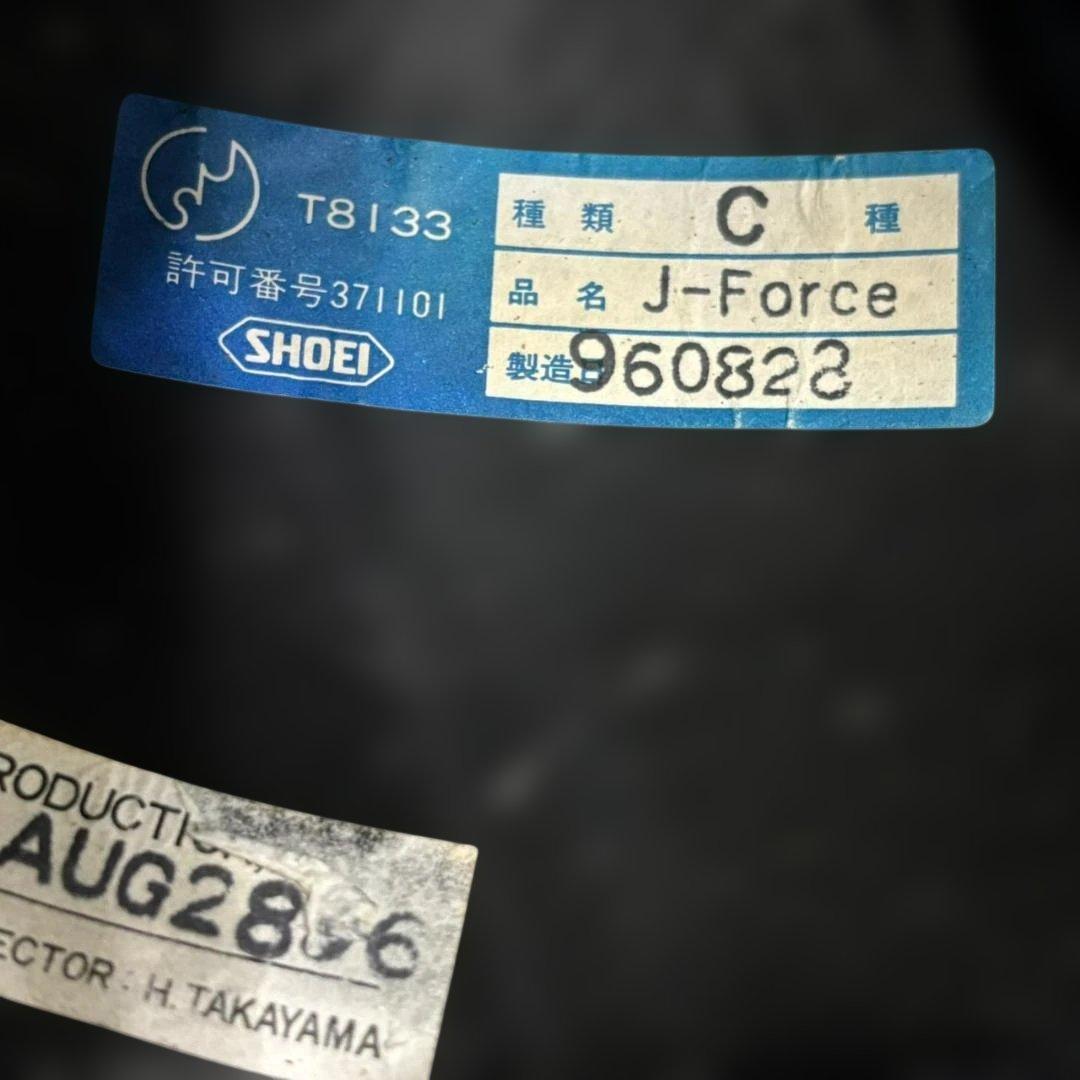 T8133
許可番号371101
SHOEI
種類 C 種
品名 J-Force
製造日 960828
RODUCTI
AUG28 6
ECTOR: H. TAKAYAMA